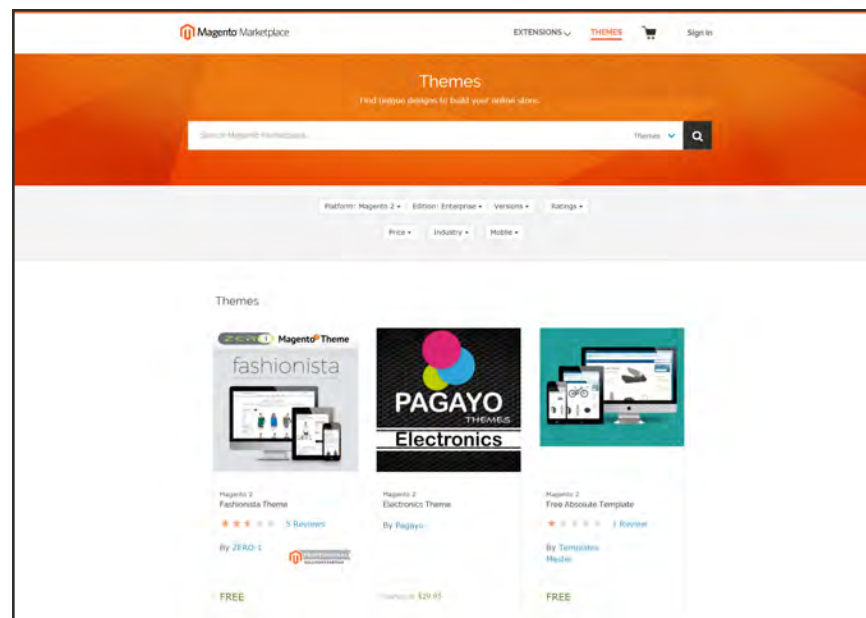 Magento Marketplace
EXTENSIONS THEMES Sign In
Themes
Find unique designs to build your online store.
Search Magento Marketplace... Themes
Platform: Magento 2 Edition: Enterprise Versions Ratings
Price Industry Mobile
Themes
ZERO 1 Magento Theme
fashionista
PAGAYO
THEMES
Electronics
Magento 2
Fashionista Theme
5 Reviews
By ZERO-1
PROFESSIONAL
Magento 2
Electronics Theme
By Pagayo
$29.95
Magento 2
Free Absolute Template
1 Review
By Templates
Master
FREE
FREE